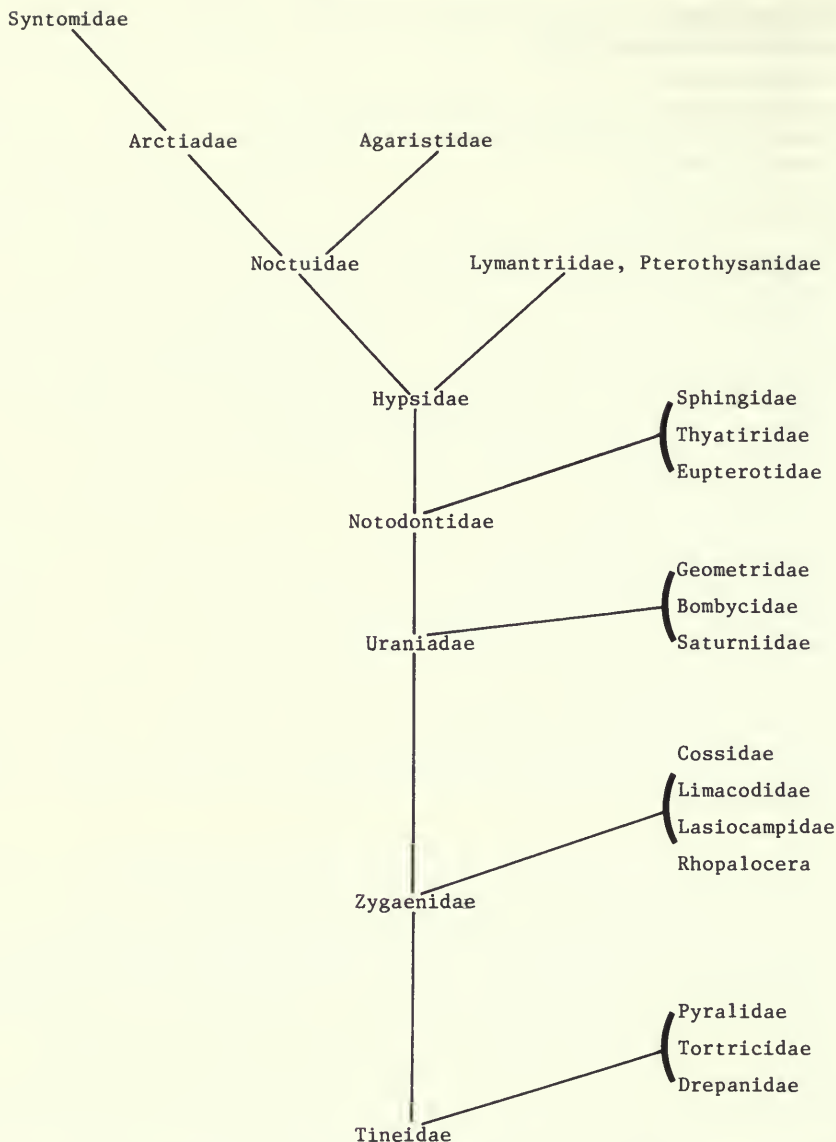 Syntomidae
Arctiadae Agaristidae
Noctuidae Lymantriidae, Pterothysanidae
Hypsidae Sphingidae
Thyatiridae
Eupterotidae
Notodontidae
Geometridae
Bombycidae
Uraniadae Saturniidae
Cossidae
Limacodidae
Lasiocampidae
Rhopalocera
Zygaenidae
Pyralidae
Tortricidae
Drepanidae
Tineidae